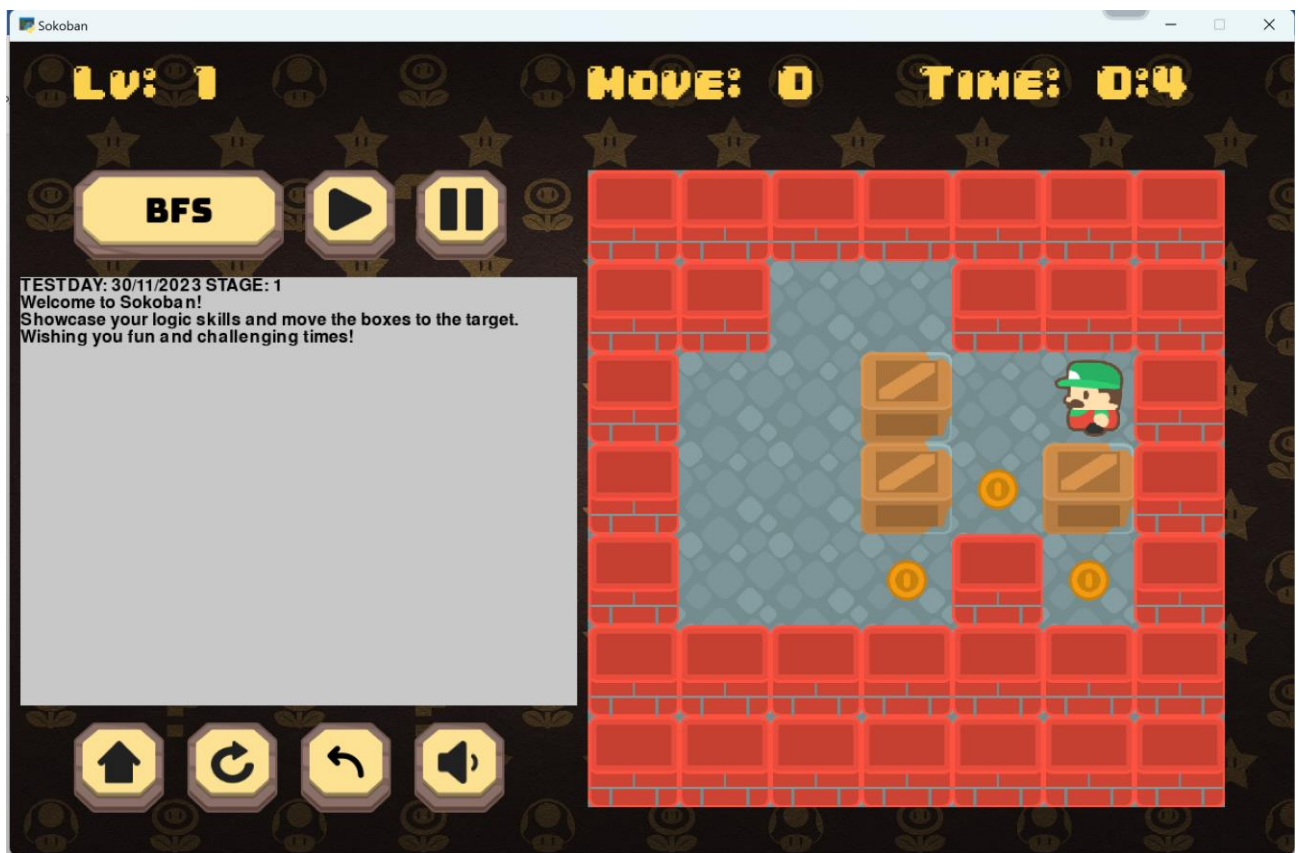 Sokoban
Lv: 1 Move: 0 Time: 0:4
BFS
TESTDAY: 30/11/2023 STAGE: 1
Welcome to Sokoban!
Showcase your logic skills and move the boxes to the target.
Wishing you fun and challenging times!